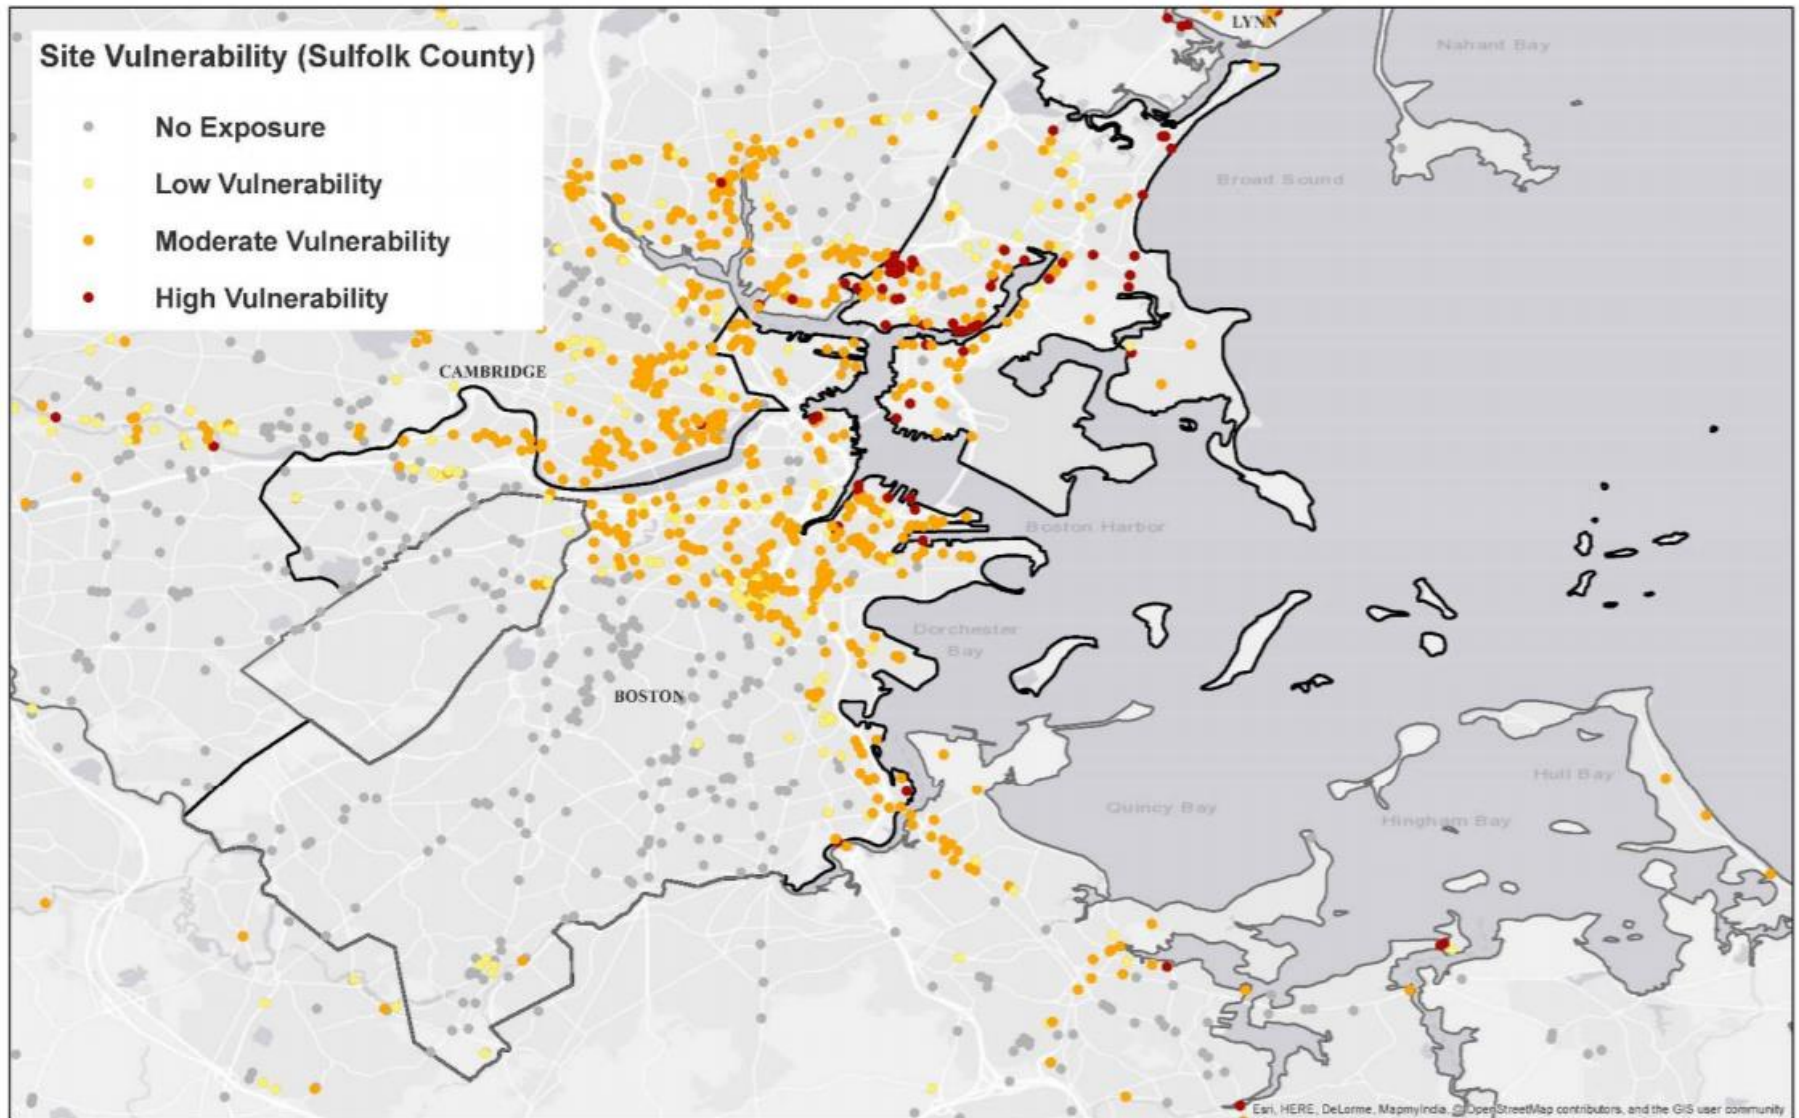 Site Vulnerability (Sulfolk County)
No Exposure
Low Vulnerability
Moderate Vulnerability
High Vulnerability
LYNN
Nahant Bay
Broad Sound
CAMBRIDGE
Boston Harbor
Dorchester
Bay
BOSTON
Hull Bay
Quincy Bay
Hingham Bay
Esri, HERE, DeLorme, MapmyIndia, © OpenStreetMap contributors, and the GIS user community